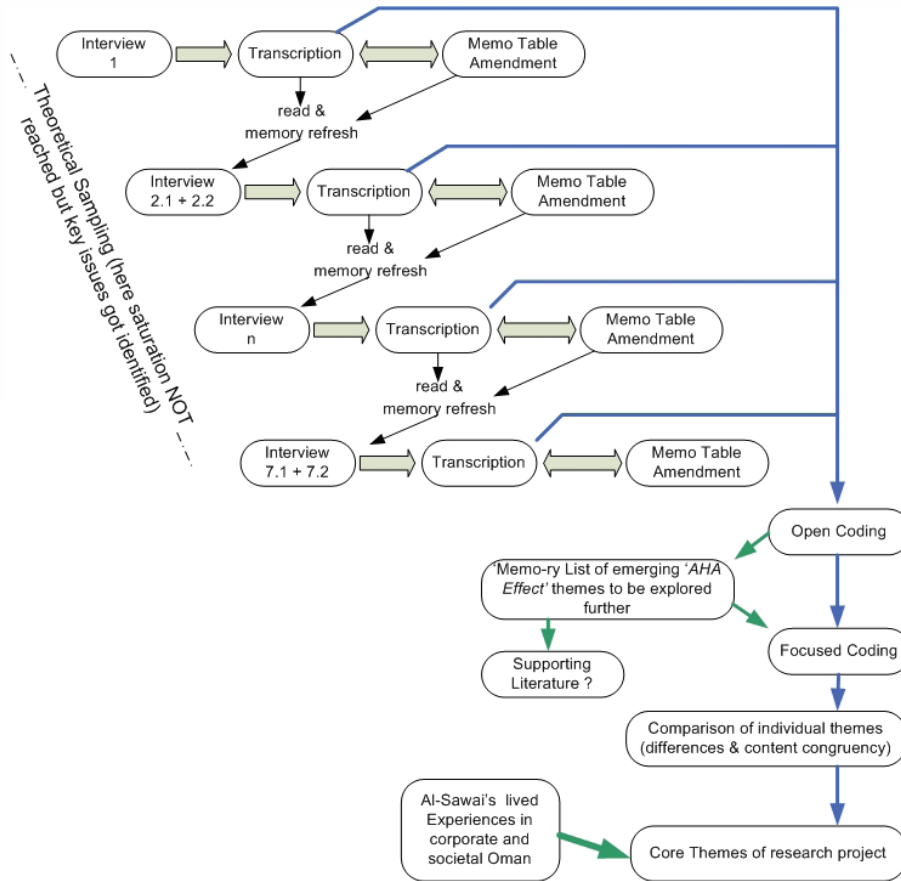 Interview
1
Transcription
Memo Table
Amendment
read &
memory refresh
Theoretical Sampling (here saturation NOT
reached but key issues got identified)
Interview
2.1 + 2.2
Transcription
Memo Table
Amendment
read &
memory refresh
Interview
n
Transcription
Memo Table
Amendment
read &
memory refresh
Interview
7.1 + 7.2
Transcription
Memo Table
Amendment
Open Coding
‘Memo-ry List of emerging ‘AHA
Effect’ themes to be explored
further
Focused Coding
Supporting
Literature ?
Comparison of individual themes
(differences & content congruency)
Al-Sawai’s lived
Experiences in
corporate and
societal Oman
Core Themes of research project